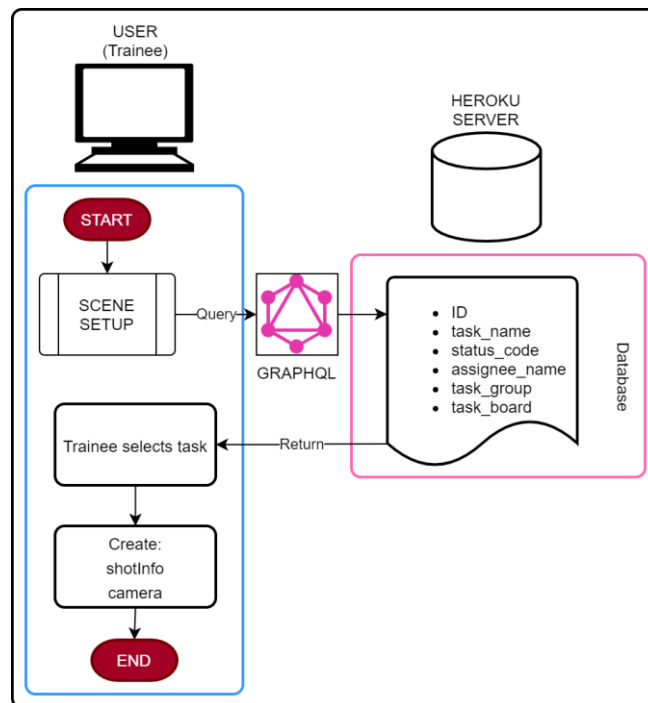 USER
(Trainee)
HEROKU
SERVER
START
SCENE
SETUP
Query
GRAPHQL
• ID
• task_name
• status_code
• assignee_name
• task_group
• task_board
Database
Trainee selects task
Return
Create:
shotInfo
camera
END